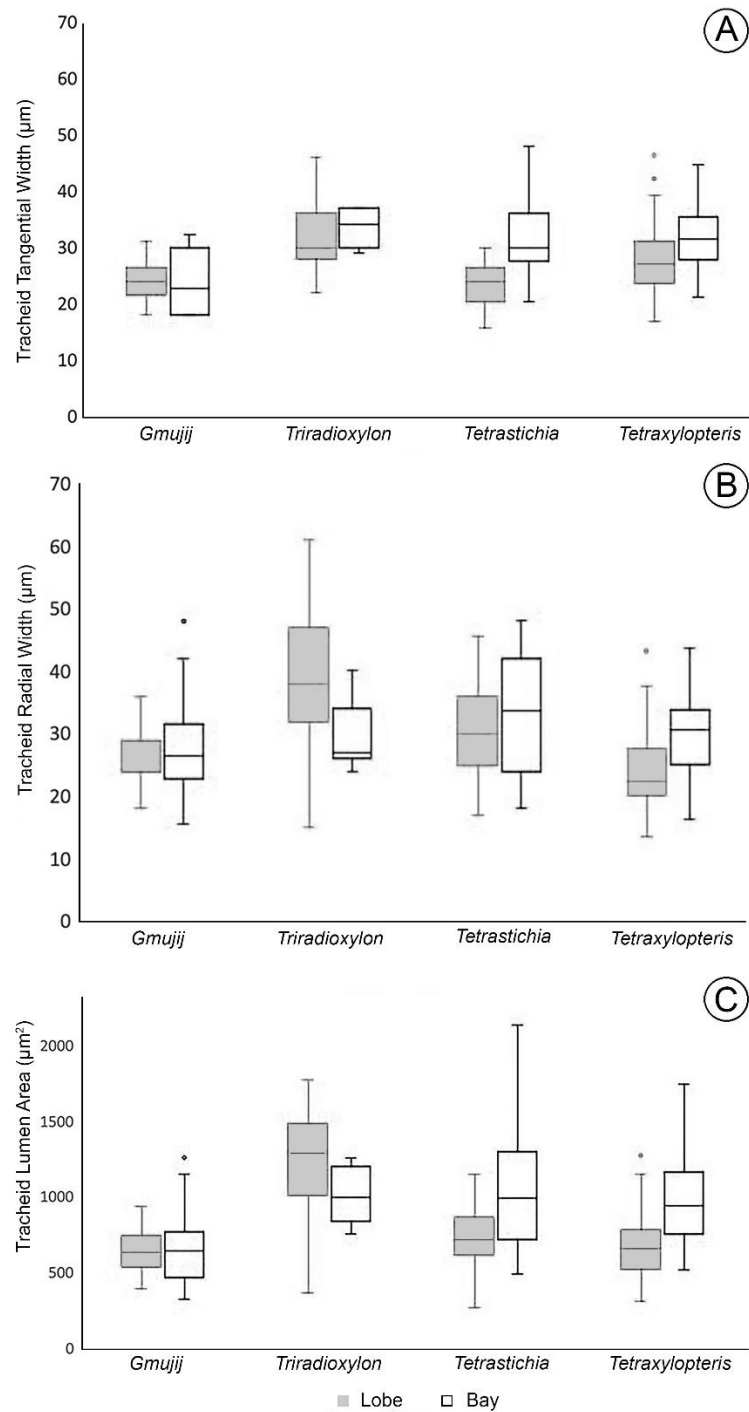 A
Tracheid Tangential Width (µm)
70
60
50
40
30
20
10
0
Gmujij Triradioxylon Tetrastichia Tetraxylopteris
B
Tracheid Radial Width (µm)
70
60
50
40
30
20
10
0
Gmujij Triradioxylon Tetrastichia Tetraxylopteris
C
Tracheid Lumen Area (µm²)
2000
1500
1000
500
0
Gmujij Triradioxylon Tetrastichia Tetraxylopteris
Lobe Bay